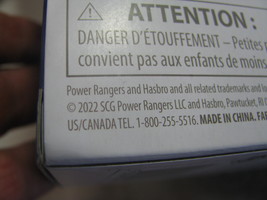 ATTENTION :
DANGER D'ÉTOUFFEMENT – Petites
convient pas aux enfants de moins
Power Rangers and Hasbro and all related trademarks and
© 2022 SCG Power Rangers LLC and Hasbro, Pawtucket, RI
US/CANADA TEL. 1-800-255-5516. MADE IN CHINA.